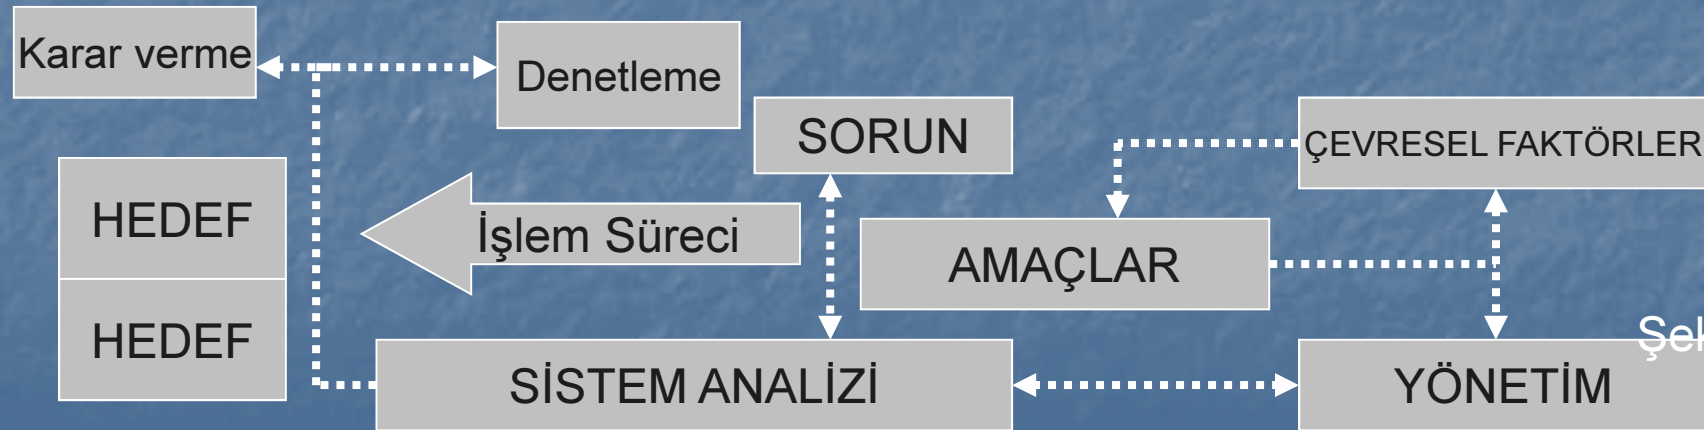 Karar verme
Denetleme
SORUN
ÇEVRESEL FAKTÖRLER
HEDEF
İşlem Süreci
AMAÇLAR
HEDEF
SİSTEM ANALİZİ
YÖNETİM